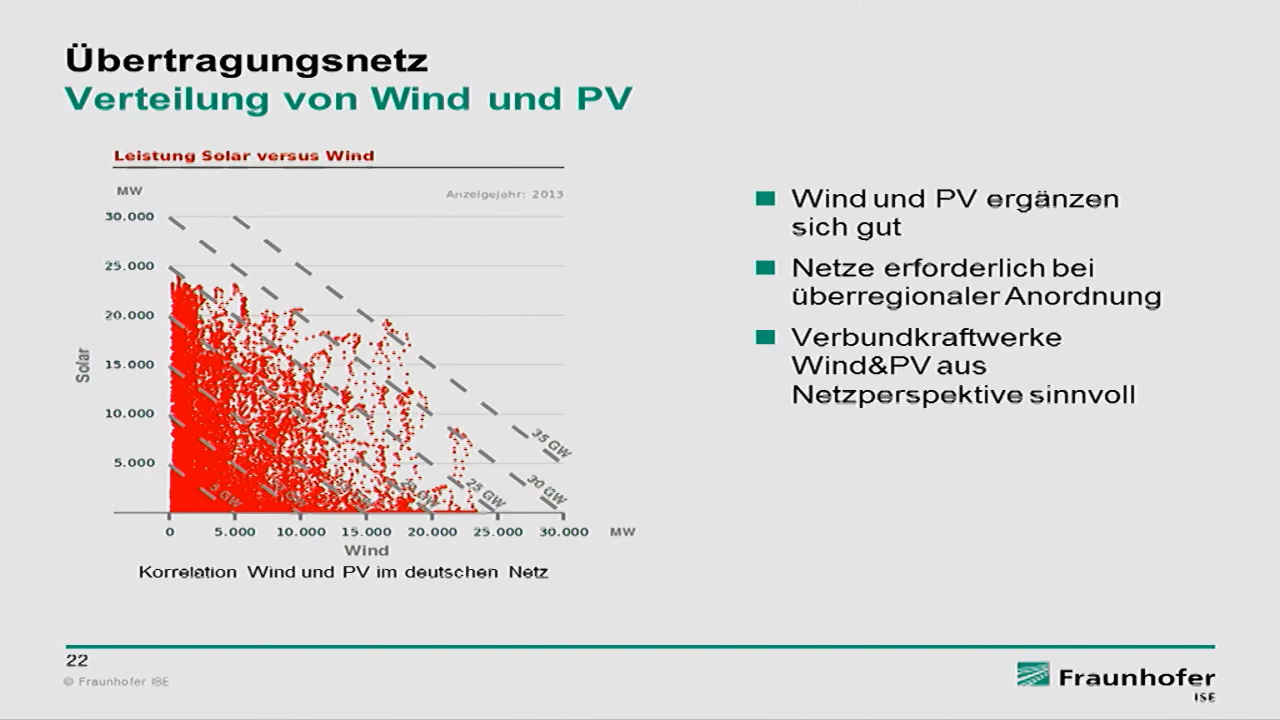 Übertragungsnetz
Verteilung von Wind und PV
Leistung Solar versus Wind
MW
Anzeigejahr: 2013
30.000
25.000
20.000
15.000
10.000
5.000
Solar
35 GW
30 GW
25 GW
20 GW
5 GW
0 5.000 10.000 15.000 20.000 25.000 30.000 MW
Wind
Korrelation Wind und PV im deutschen Netz
Wind und PV ergänzen
sich gut
Netze erforderlich bei
überregionaler Anordnung
Verbundkraftwerke
Wind&PV aus
Netzperspektive sinnvoll
22
© Fraunhofer ISE
Fraunhofer
ISE